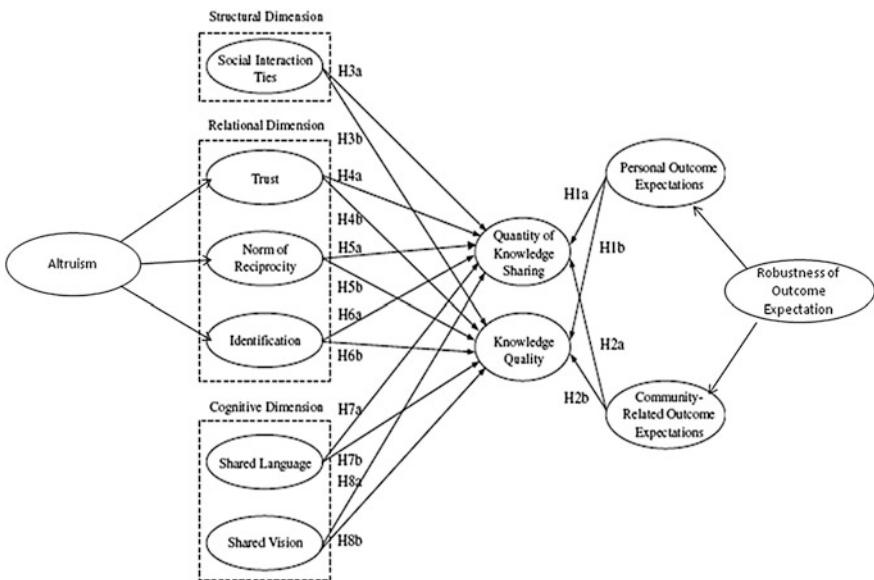 Structural Dimension
Social Interaction
Ties
H3a
Relational Dimension
H3b
Trust
H4a
H4b
Norm of
Reciprocity
H5a
H5b
H6a
Identification
H6b
Altruism
Cognitive Dimension
H7a
Shared Language
H7b
H8a
Shared Vision
H8b
Quantity of
Knowledge
Sharing
Knowledge
Quality
H1a
H1b
H2a
H2b
Personal Outcome
Expectations
Community-
Related Outcome
Expectations
Robustness of
Outcome
Expectation